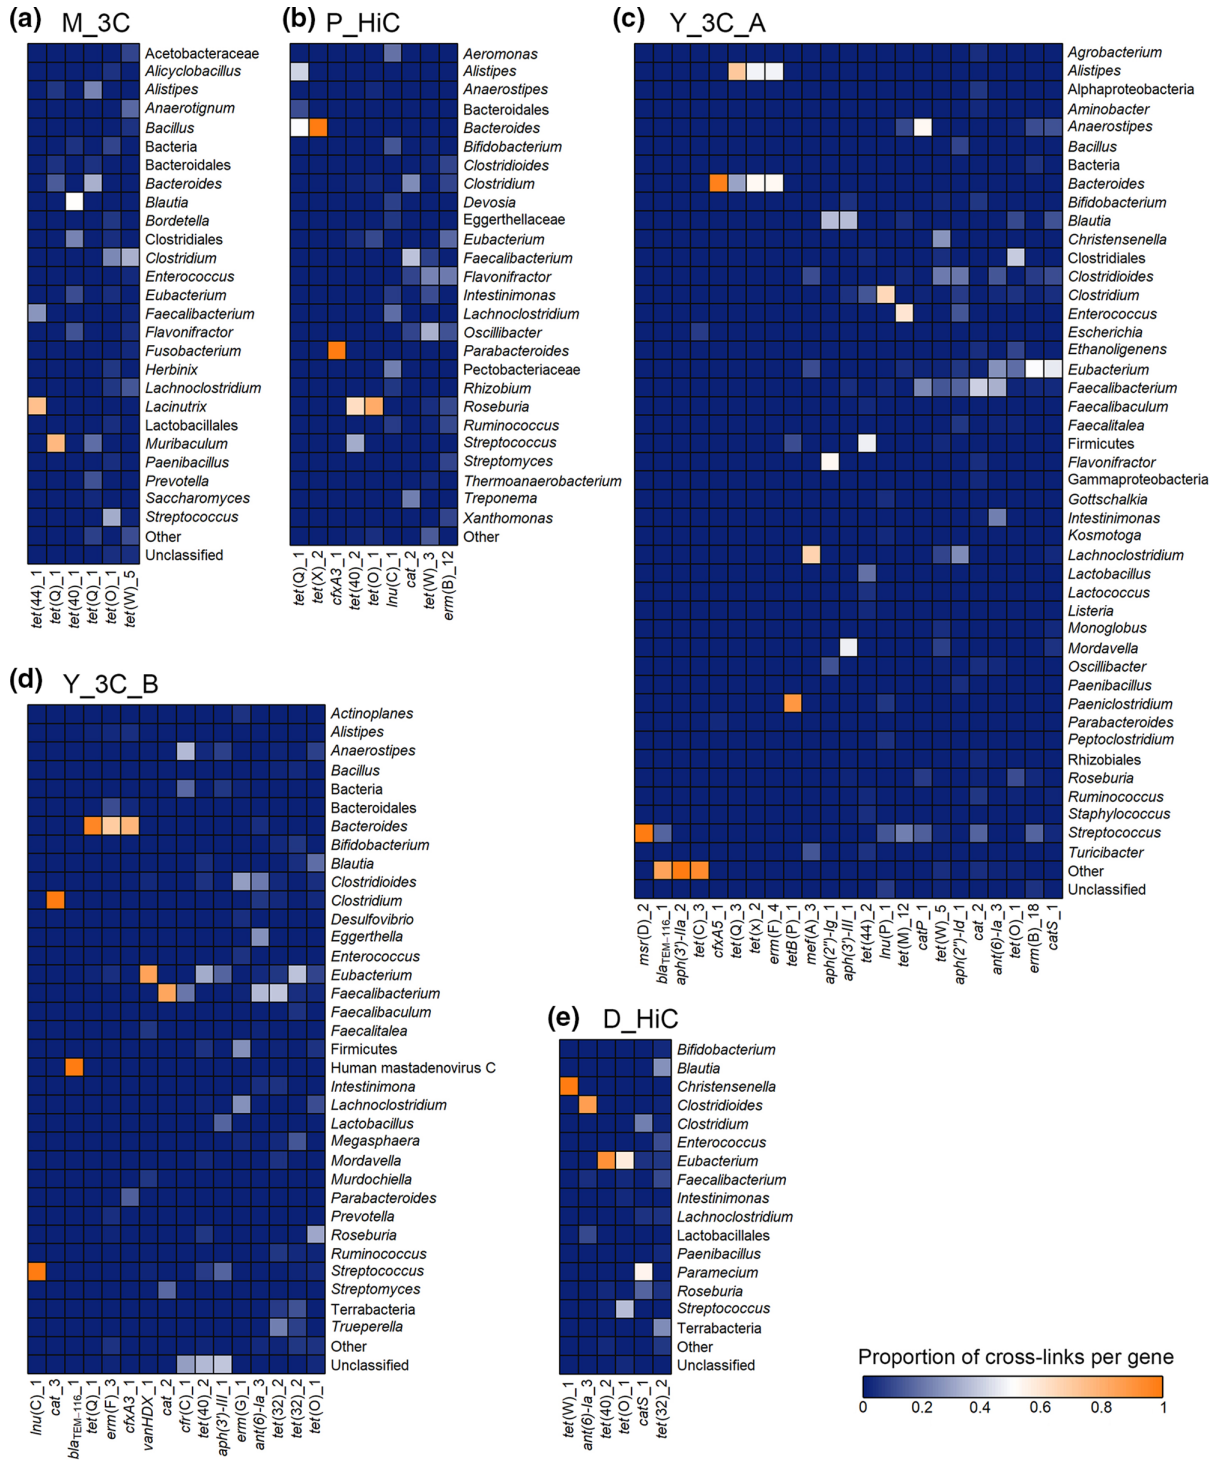 (a) M_3C
Acetobacteraceae
Alicyclobacillus
Alistipes
Anaerotignum
Bacillus
Bacteria
Bacteroidales
Bacteroides
Blautia
Bordetella
Clostridiales
Clostridium
Enterococcus
Eubacterium
Faecalibacterium
Flavonifractor
Fusobacterium
Herbinix
Lachnoclostridium
Lacinutrix
Lactobacillales
Muribaculum
Paenibacillus
Prevotella
Saccharomyces
Streptococcus
Other
Unclassified
tet(44)_1
tet(Q)_1
tet(40)_1
tet(Q)_1
tet(O)_1
tet(W)_5
(b) P_HiC
Aeromonas
Alistipes
Anaerostipes
Bacteroidales
Bacteroides
Bifidobacterium
Clostridioides
Clostridium
Devosia
Eggerthellaceae
Eubacterium
Faecalibacterium
Flavonifractor
Intestinimonas
Lachnoclostridium
Oscillibacter
Parabacteroides
Pectobacteriaceae
Rhizobium
Roseburia
Ruminococcus
Streptococcus
Streptomyces
Thermoanaerobacterium
Treponema
Xanthomonas
Other
tet(Q)_1
tet(X)_2
cfxA3_1
tet(40)_2
tet(O)_1
lnu(C)_1
cat_2
tet(W)_3
erm(B)_12
(c) Y_3C_A
Agrobacterium
Alistipes
Alphaproteobacteria
Aminobacter
Anaerostipes
Bacillus
Bacteria
Bacteroides
Bifidobacterium
Blautia
Christensenella
Clostridiales
Clostridioides
Clostridium
Enterococcus
Escherichia
Ethanoligenens
Eubacterium
Faecalibacterium
Faecalibaculum
Faecalitalea
Firmicutes
Flavonifractor
Gammaproteobacteria
Gottschalkia
Intestinimonas
Kosmotoga
Lachnoclostridium
Lactobacillus
Lactococcus
Listeria
Monoglobus
Mordavella
Oscillibacter
Paenibacillus
Paeniclostridium
Parabacteroides
Peptoclostridium
Rhizobiales
Roseburia
Ruminococcus
Staphylococcus
Streptococcus
Turicibacter
Other
Unclassified
msr(D)_2
blaTEM–116_1
aph(3')-IIa_2
tet(C)_3
cfxA5_1
tet(Q)_3
tet(x)_2
erm(F)_4
tetB(P)_1
mef(A)_3
aph(2")-Ig_1
aph(3')-III_1
tet(44)_2
lnu(P)_1
tet(M)_12
catP_1
tet(W)_5
aph(2")-Id_1
cat_2
ant(6)-Ia_3
tet(O)_1
erm(B)_18
catS_1
(d) Y_3C_B
Actinoplanes
Alistipes
Anaerostipes
Bacillus
Bacteria
Bacteroidales
Bacteroides
Bifidobacterium
Blautia
Clostridioides
Clostridium
Desulfovibrio
Eggerthella
Enterococcus
Eubacterium
Faecalibacterium
Faecalibaculum
Faecalitalea
Firmicutes
Human mastadenovirus C
Intestinimona
Lachnoclostridium
Lactobacillus
Megasphaera
Mordavella
Murdochiella
Parabacteroides
Prevotella
Roseburia
Ruminococcus
Streptococcus
Streptomyces
Terrabacteria
Trueperella
Other
Unclassified
lnu(C)_1
cat_3
blaTEM–116_1
tet(Q)_1
erm(F)_3
cfxA3_1
vanHDX_1
cat_2
cfr(C)_1
tet(40)_2
aph(3')-III_1
erm(G)_1
ant(6)-Ia_3
tet(32)_2
tet(32)_2
tet(O)_1
(e) D_HiC
Bifidobacterium
Blautia
Christensenella
Clostridioides
Clostridium
Enterococcus
Eubacterium
Faecalibacterium
Intestinimonas
Lachnoclostridium
Lactobacillales
Paenibacillus
Paramecium
Roseburia
Streptococcus
Terrabacteria
Other
Unclassified
tet(W)_1
ant(6)-Ia_3
tet(40)_2
tet(O)_1
catS_1
tet(32)_2
Proportion of cross-links per gene
0 0.2 0.4 0.6 0.8 1